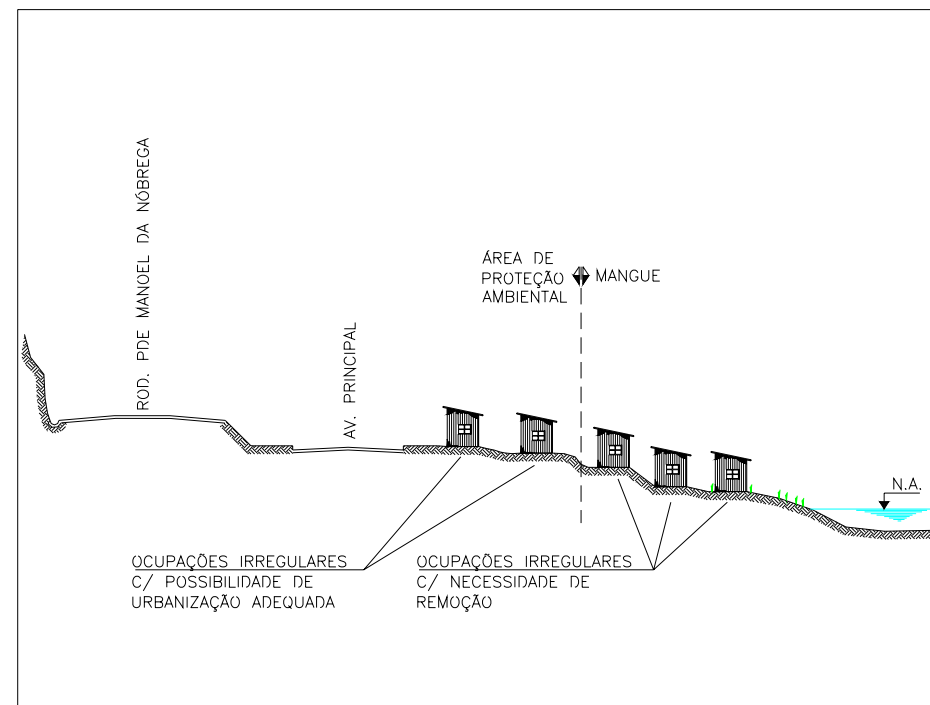 ROD. PDE MANOEL DA NÓBREGA
AV. PRINCIPAL
ÁREA DE
PROTEÇÃO
AMBIENTAL
MANGUE
N.A.
OCUPAÇÕES IRREGULARES
C/ POSSIBILIDADE DE
URBANIZAÇÃO ADEQUADA
OCUPAÇÕES IRREGULARES
C/ NECESSIDADE DE
REMOÇÃO